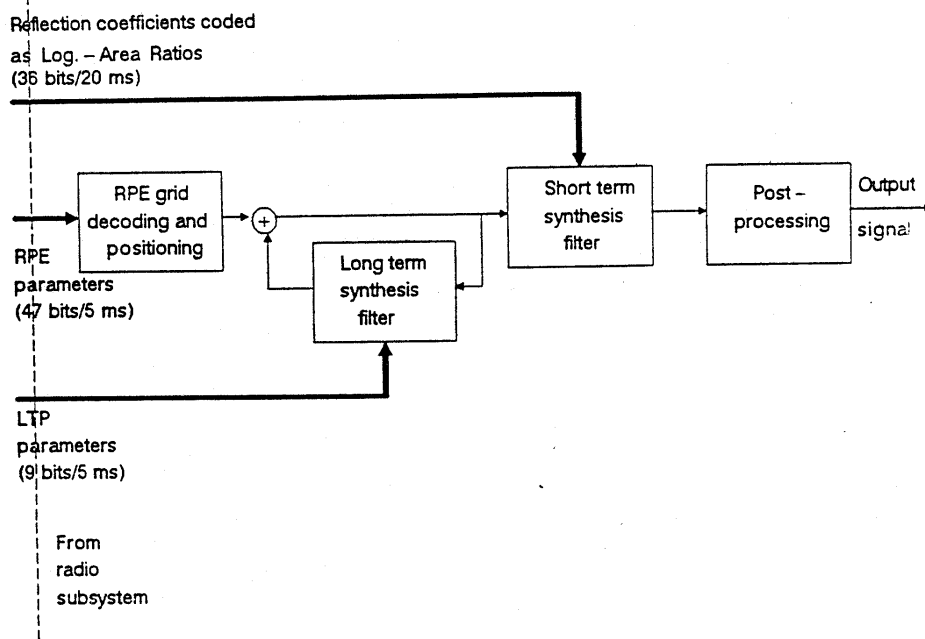 Reflection coefficients coded
as Log. – Area Ratios
(36 bits/20 ms)
RPE grid
decoding and
positioning
+
Short term
synthesis
filter
Post –
processing
Output
signal
RPE
parameters
(47 bits/5 ms)
Long term
synthesis
filter
LTP
parameters
(9 bits/5 ms)
From
radio
subsystem